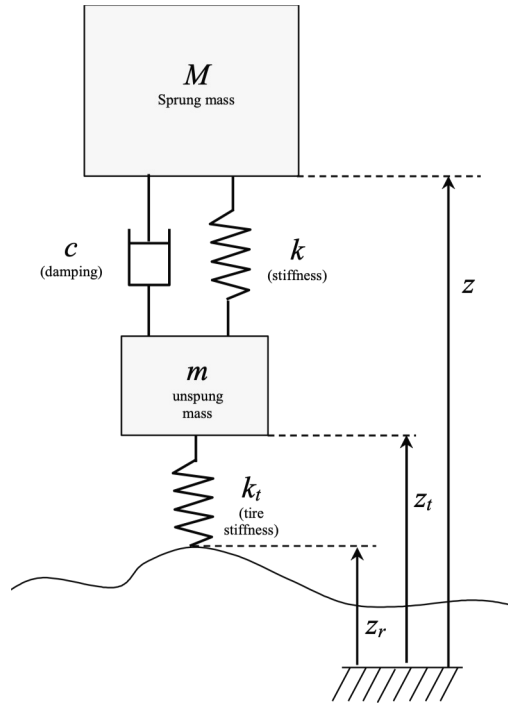 M
Sprung mass
c
(damping)
k
(stiffness)
z
m
unspung
mass
k_t
(tire
stiffness)
z_t
z_r